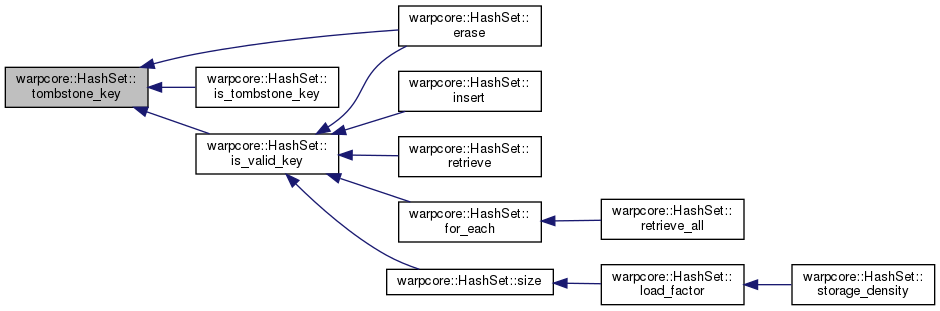 warpcore::HashSet::
erase
warpcore::HashSet::
tombstone_key
warpcore::HashSet::
is_tombstone_key
warpcore::HashSet::
insert
warpcore::HashSet::
is_valid_key
warpcore::HashSet::
retrieve
warpcore::HashSet::
for_each
warpcore::HashSet::
retrieve_all
warpcore::HashSet::size
warpcore::HashSet::
load_factor
warpcore::HashSet::
storage_density